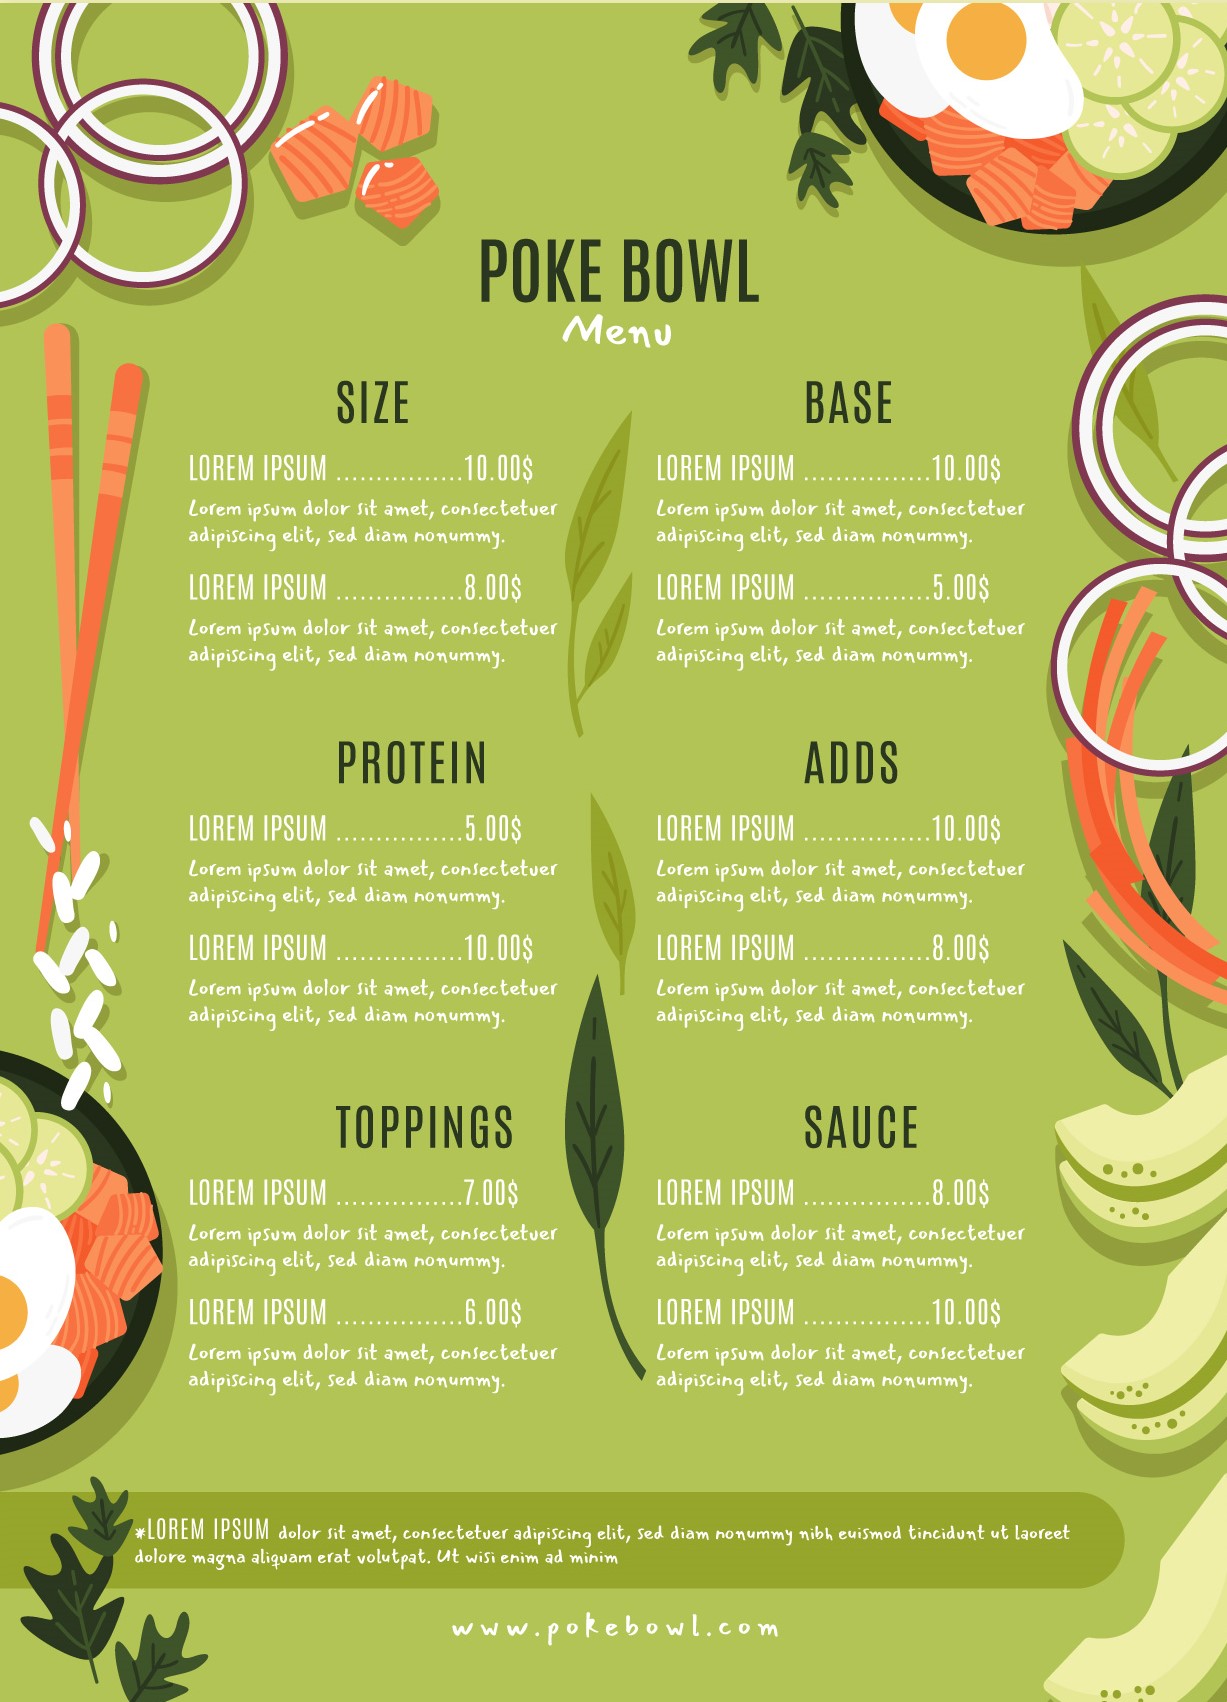 POKE BOWL
Menu
SIZE
LOREM IPSUM ................10.00$
Lorem ipsum dolor sit amet, consectetuer
adipiscing elit, sed diam nonummy.
LOREM IPSUM ................8.00$
Lorem ipsum dolor sit amet, consectetuer
adipiscing elit, sed diam nonummy.
BASE
LOREM IPSUM ................10.00$
Lorem ipsum dolor sit amet, consectetuer
adipiscing elit, sed diam nonummy.
LOREM IPSUM ................5.00$
Lorem ipsum dolor sit amet, consectetuer
adipiscing elit, sed diam nonummy.
PROTEIN
LOREM IPSUM ................5.00$
Lorem ipsum dolor sit amet, consectetuer
adipiscing elit, sed diam nonummy.
LOREM IPSUM ................10.00$
Lorem ipsum dolor sit amet, consectetuer
adipiscing elit, sed diam nonummy.
ADDS
LOREM IPSUM ................10.00$
Lorem ipsum dolor sit amet, consectetuer
adipiscing elit, sed diam nonummy.
LOREM IPSUM ................8.00$
Lorem ipsum dolor sit amet, consectetuer
adipiscing elit, sed diam nonummy.
TOPPINGS
LOREM IPSUM ................7.00$
Lorem ipsum dolor sit amet, consectetuer
adipiscing elit, sed diam nonummy.
LOREM IPSUM ................6.00$
Lorem ipsum dolor sit amet, consectetuer
adipiscing elit, sed diam nonummy.
SAUCE
LOREM IPSUM ................8.00$
Lorem ipsum dolor sit amet, consectetuer
adipiscing elit, sed diam nonummy.
LOREM IPSUM ................10.00$
Lorem ipsum dolor sit amet, consectetuer
adipiscing elit, sed diam nonummy.
*LOREM IPSUM dolor sit amet, consectetuer adipiscing elit, sed diam nonummy nibh euismod tincidunt ut laoreet
dolore magna aliquam erat volutpat. Ut wisi enim ad minim
www.pokebowl.com